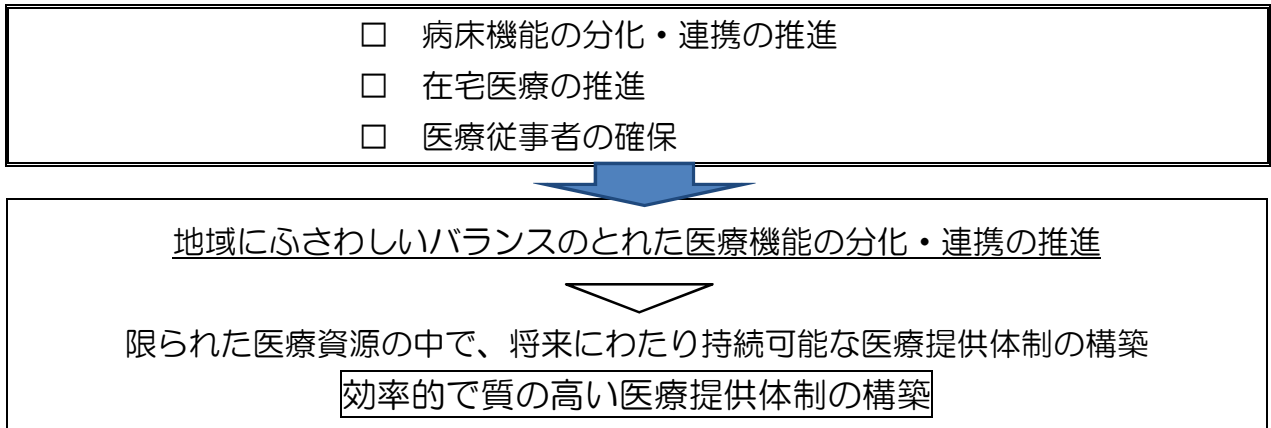 □ 病床機能の分化・連携の推進
□ 在宅医療の推進
□ 医療従事者の確保
地域にふさわしいバランスのとれた医療機能の分化・連携の推進
限られた医療資源の中で、将来にわたり持続可能な医療提供体制の構築
効率的で質の高い医療提供体制の構築